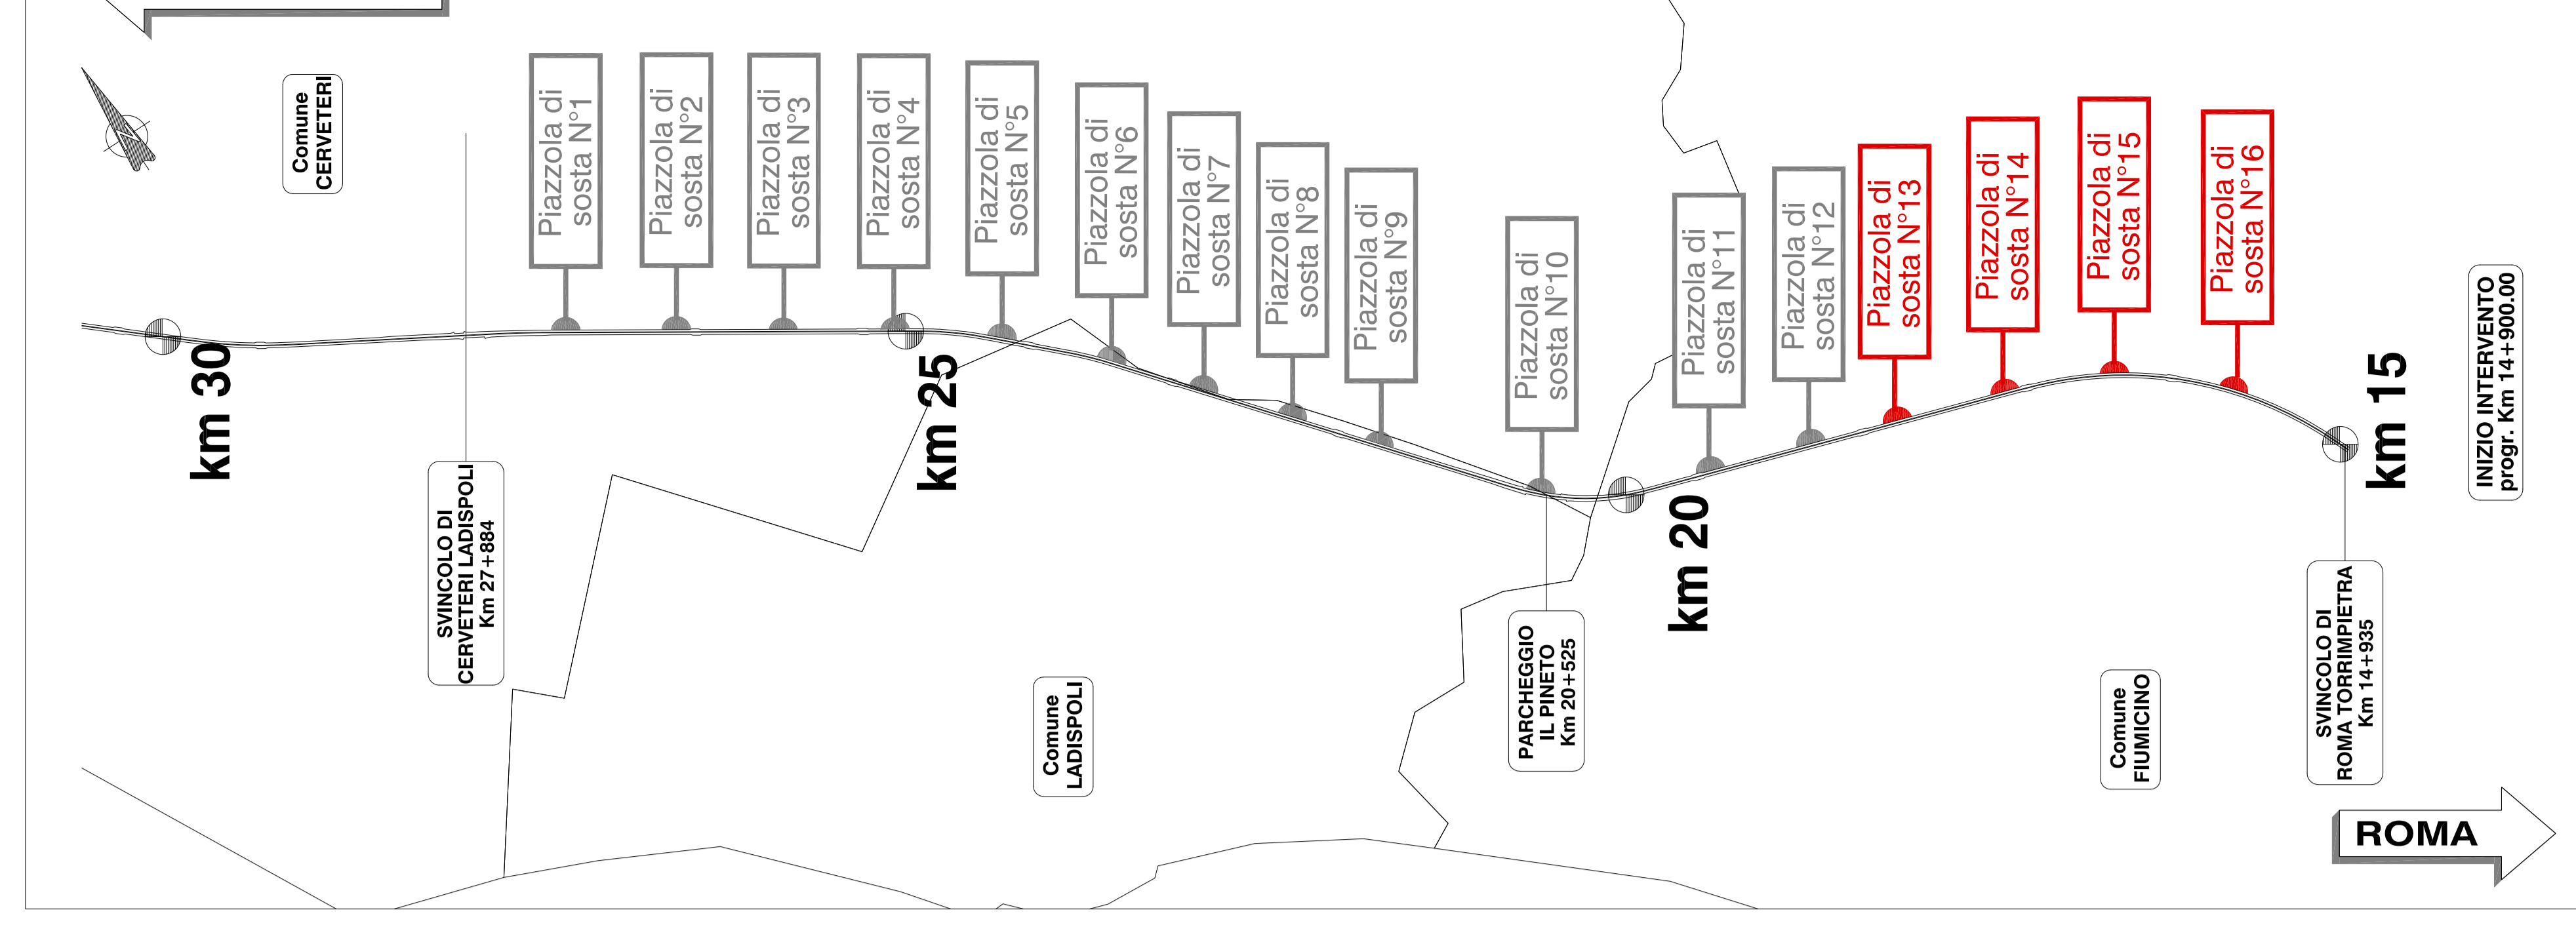 Comune
CERVETERI
Piazzola di
sosta N°1
Piazzola di
sosta N°2
Piazzola di
sosta N°3
Piazzola di
sosta N°4
Piazzola di
sosta N°5
Piazzola di
sosta N°6
Piazzola di
sosta N°7
Piazzola di
sosta N°8
Piazzola di
sosta N°9
Piazzola di
sosta N°10
Piazzola di
sosta N°11
Piazzola di
sosta N°12
Piazzola di
sosta N°13
Piazzola di
sosta N°14
Piazzola di
sosta N°15
Piazzola di
sosta N°16
INIZIO INTERVENTO
progr. Km 14+900.00
km 30
km 25
km 20
km 15
SVINCOLO DI
CERVETERI LADISPOLI
Km 27+884
Comune
LADISPOLI
PARCHEGGIO
IL PINETO
Km 20+525
Comune
FIUMICINO
SVINCOLO DI
ROMA TORRIMPIETRA
Km 14+935
ROMA
N